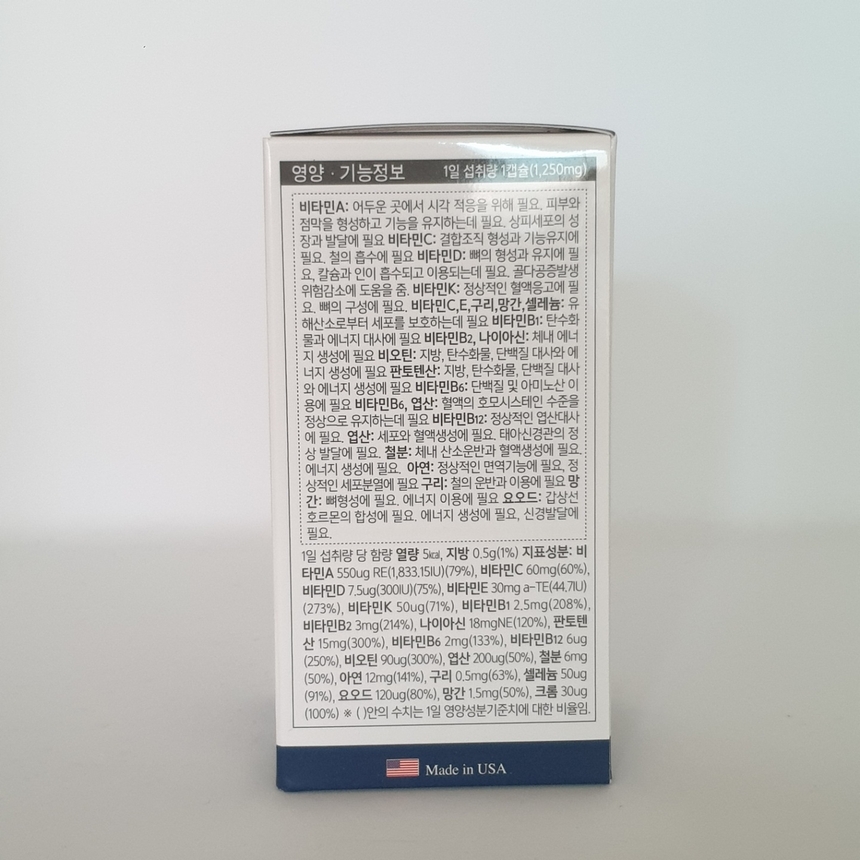 영양 · 기능정보 1일 섭취량 1캡슐(1,250mg)
비타민A: 어두운 곳에서 시각 적응을 위해 필요. 피부와
점막을 형성하고 기능을 유지하는데 필요. 상피세포의 성
장과 발달에 필요 비타민C: 결합조직 형성과 기능유지에
필요. 철의 흡수에 필요 비타민D: 뼈의 형성과 유지에 필
요, 칼슘과 인이 흡수되고 이용되는데 필요. 골다공증발생
위험감소에 도움을 줌. 비타민K: 정상적인 혈액응고에 필
요. 뼈의 구성에 필요. 비타민C,E,구리,망간,셀레늄: 유
해산소로부터 세포를 보호하는데 필요 비타민B1: 탄수화
물과 에너지 대사에 필요 비타민B2, 나이아신: 체내 에너
지 생성에 필요 비오틴: 지방, 탄수화물, 단백질 대사와 에
너지 생성에 필요 판토텐산: 지방, 탄수화물, 단백질 대사
와 에너지 생성에 필요 비타민B6: 단백질 및 아미노산 이
용에 필요 비타민B6, 엽산: 혈액의 호모시스테인 수준을
정상으로 유지하는데 필요 비타민B12: 정상적인 엽산대사
에 필요. 엽산: 세포와 혈액생성에 필요. 태아신경관의 정
상 발달에 필요. 철분: 체내 산소운반과 혈액생성에 필요.
에너지 생성에 필요. 아연: 정상적인 면역기능에 필요, 정
상적인 세포분열에 필요 구리: 철의 운반과 이용에 필요 망
간: 뼈형성에 필요. 에너지 이용에 필요 요오드: 갑상선
호르몬의 합성에 필요. 에너지 생성에 필요, 신경발달에
필요.
1일 섭취량 당 함량 열량 5㎉, 지방 0.5g(1%) 지표성분: 비
타민A 550ug RE(1,833.15IU)(79%), 비타민C 60mg(60%),
비타민D 7.5ug(300IU)(75%), 비타민E 30mg a-TE(44.7IU)
(273%), 비타민K 50ug(71%), 비타민B1 2.5mg(208%),
비타민B2 3mg(214%), 나이아신 18mgNE(120%), 판토텐
산 15mg(300%), 비타민B6 2mg(133%), 비타민B12 6ug
(250%), 비오틴 90ug(300%), 엽산 200ug(50%), 철분 6mg
(50%), 아연 12mg(141%), 구리 0.5mg(63%), 셀레늄 50ug
(91%), 요오드 120ug(80%), 망간 1.5mg(50%), 크롬 30ug
(100%) ※ ( )안의 수치는 1일 영양성분기준치에 대한 비율임.
Made in USA